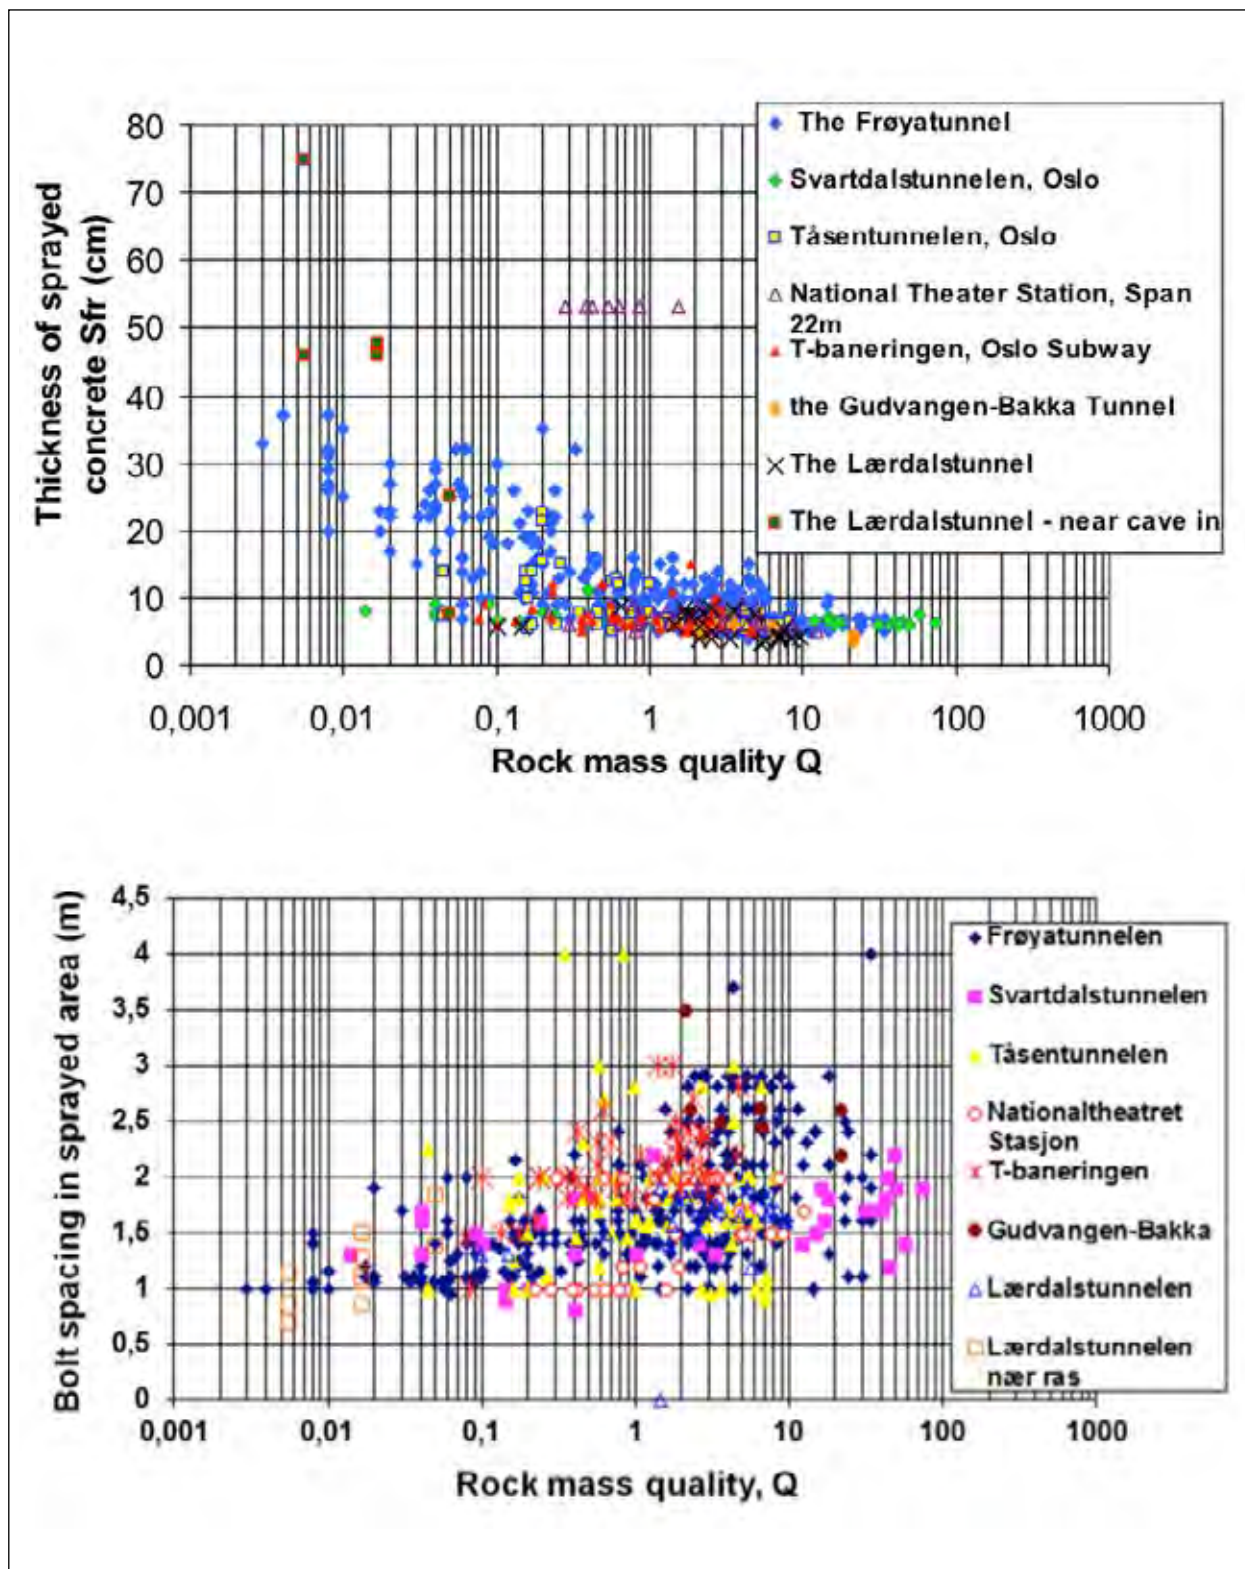 80
70
60
50
40
30
20
10
0
Thickness of sprayed
concrete Sfr (cm)
The Frøyatunnel
Svartdalstunnelen, Oslo
Tåsentunnelen, Oslo
National Theater Station, Span
22m
T-baneringen, Oslo Subway
the Gudvangen-Bakka Tunnel
The Lærdalstunnel
The Lærdalstunnel - near cave in
0,001 0,01 0,1 1 10 100 1000
Rock mass quality Q
4,5
4
3,5
3
2,5
2
1,5
1
0,5
0
Bolt spacing in sprayed area (m)
Frøyatunnelen
Svartdalstunnelen
Tåsentunnelen
Nationaltheatret
Stasjon
T-baneringen
Gudvangen-Bakka
Lærdalstunnelen
Lærdalstunnelen
nær ras
0,001 0,01 0,1 1 10 100 1000
Rock mass quality, Q